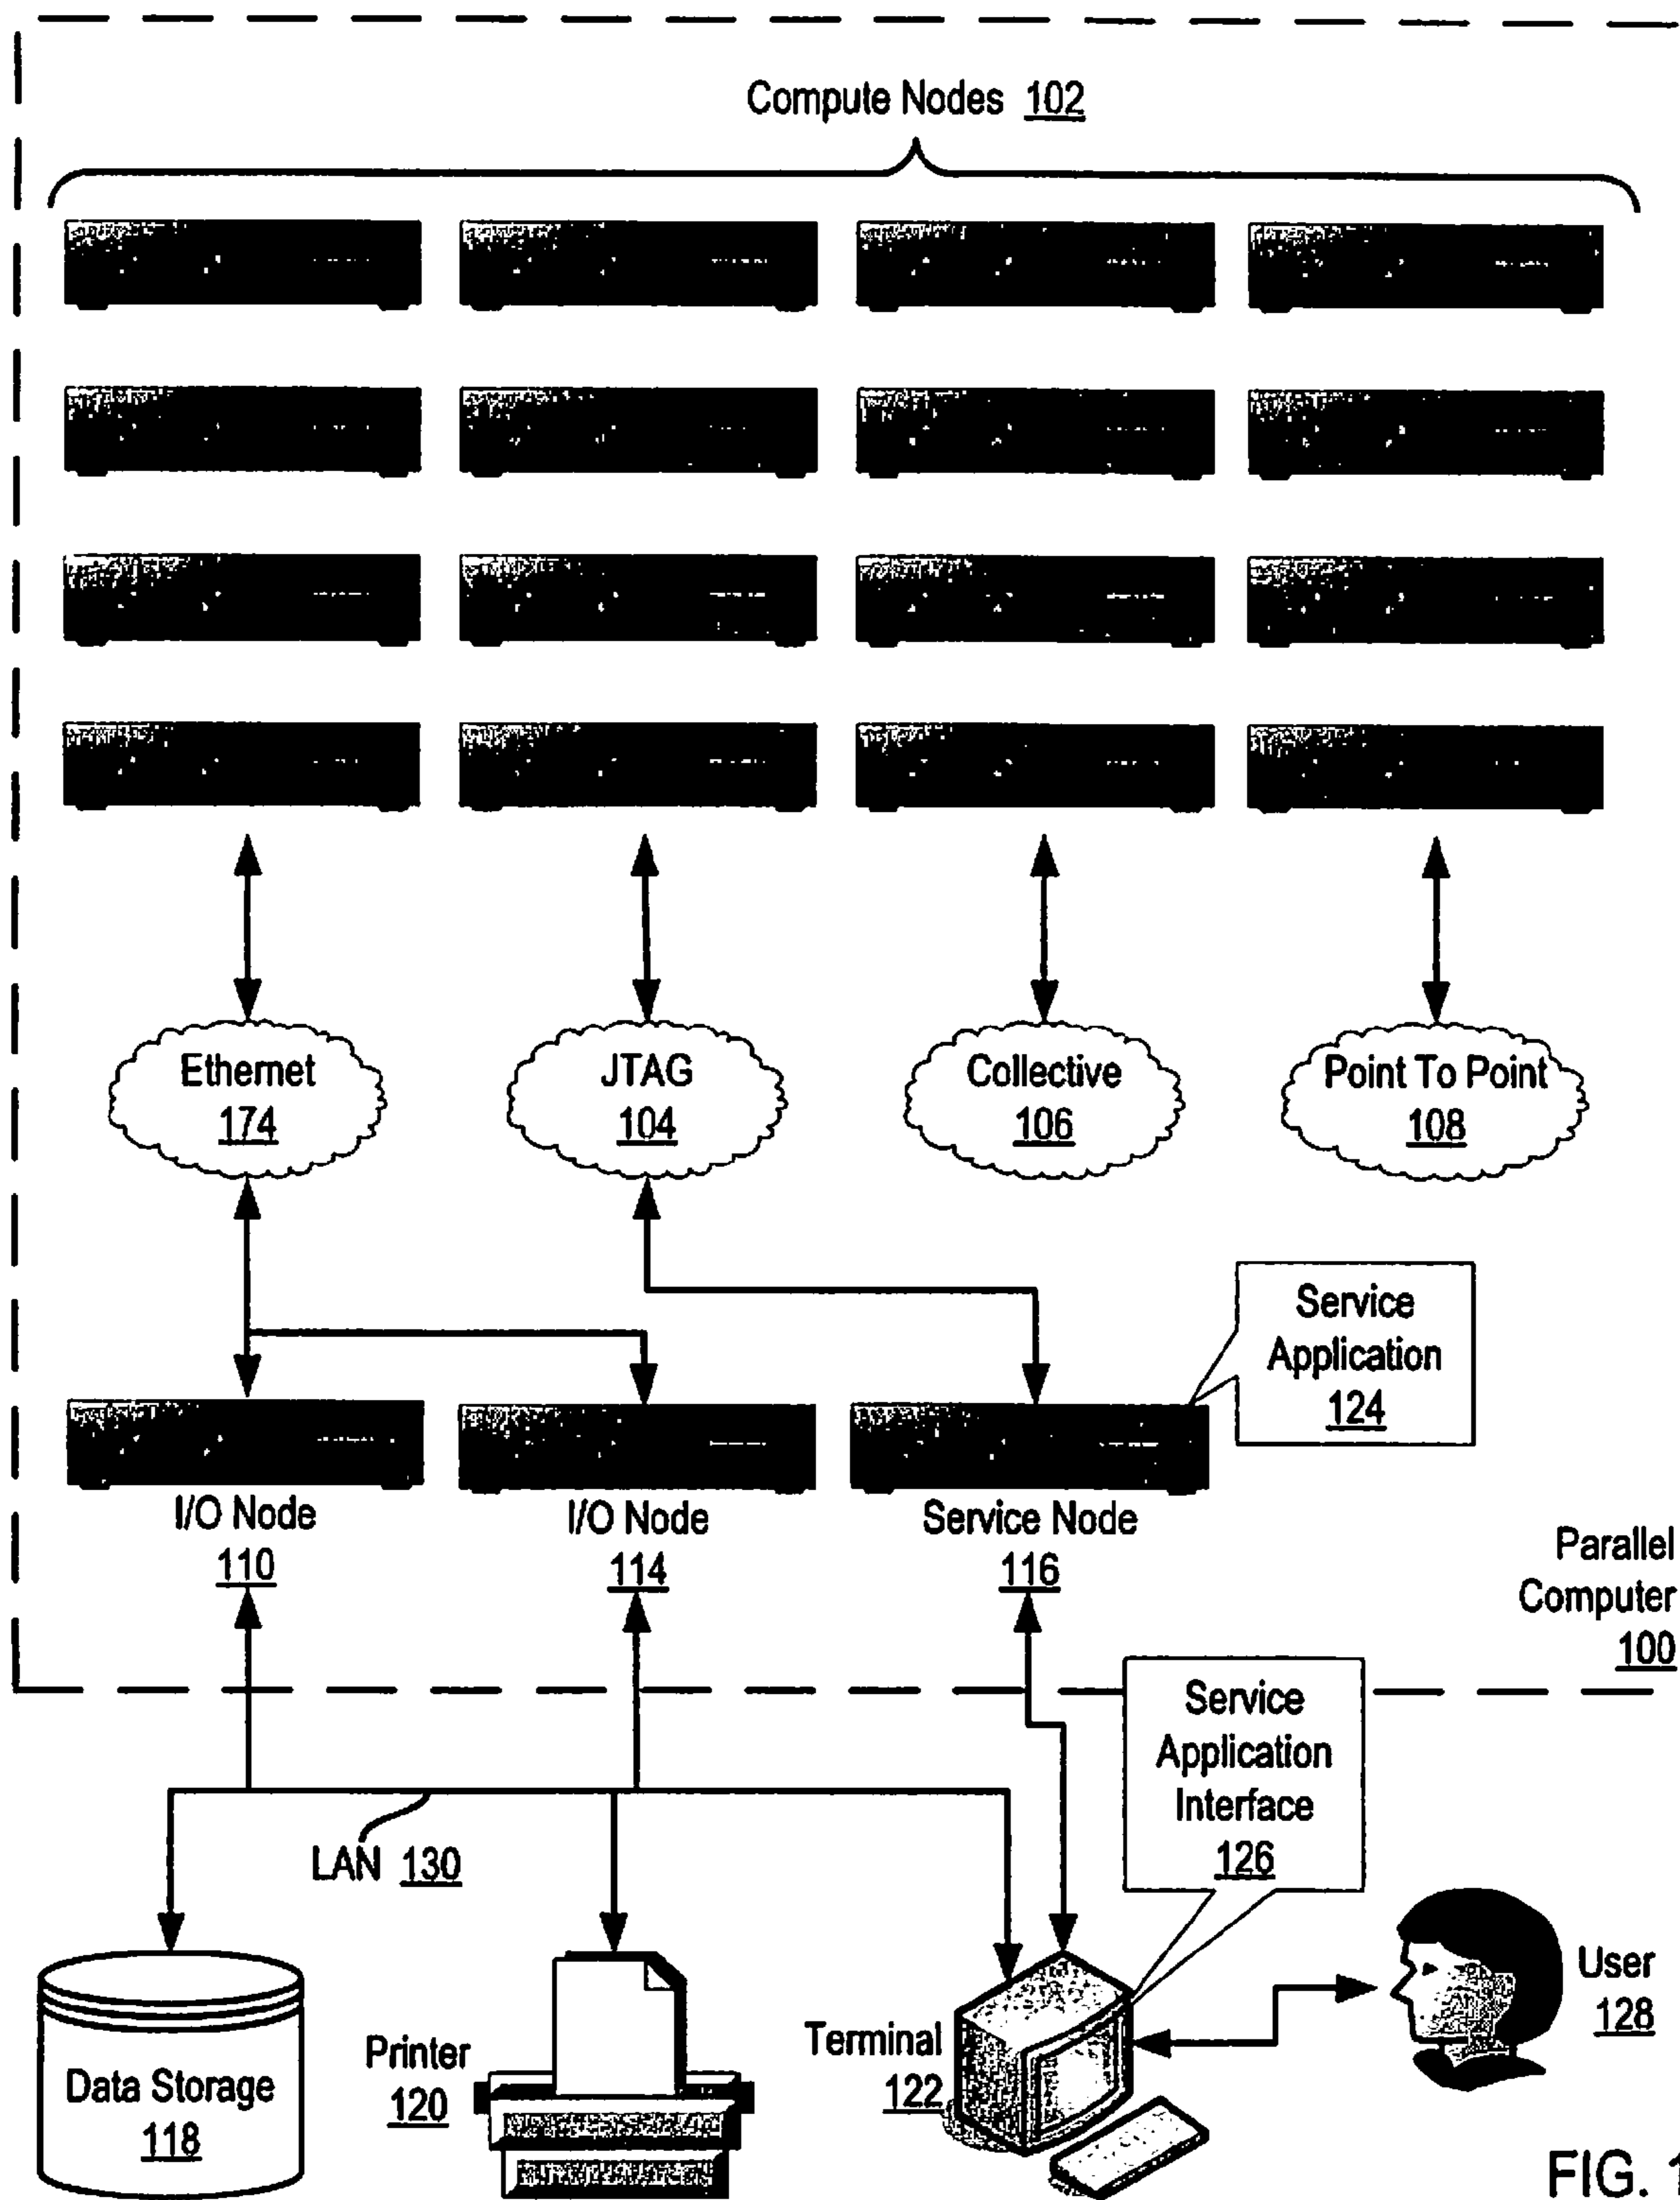 Compute Nodes 102
Ethernet
174
JTAG
104
Collective
106
Point To Point
108
Service
Application
124
I/O Node
110
I/O Node
114
Service Node
116
Parallel
Computer
100
Service
Application
Interface
126
LAN 130
Data Storage
118
Printer
120
Terminal
122
User
128
FIG. 1